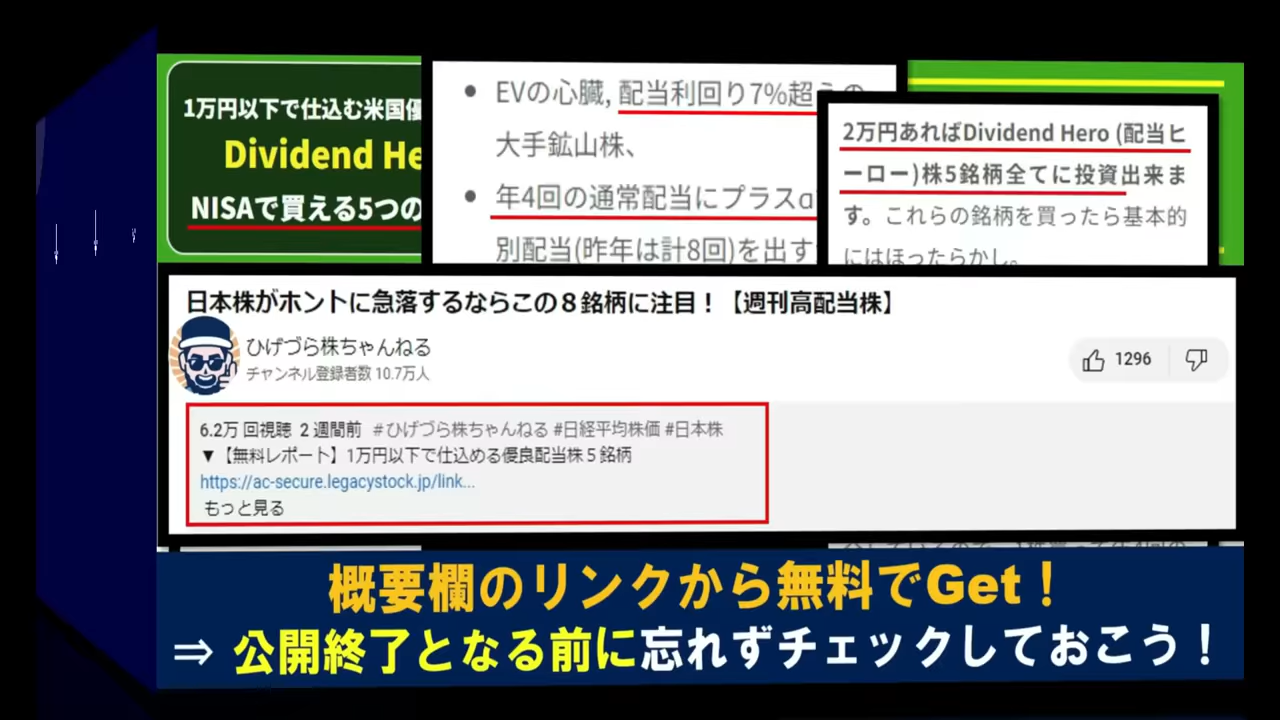 1万円以下で仕込む米国優
Dividend He
NISAで買える5つの
EVの心臓, 配当利回り7%超えの
大手鉱山株、
年4回の通常配当にプラスα
別配当(昨年は計8回)を出す
2万円あればDividend Hero (配当ヒ
ーロー)株5銘柄全てに投資出来ま
す。これらの銘柄を買ったら基本的
にはほったらかし。
日本株がホントに急落するならこの８銘柄に注目！【週刊高配当株】
ひげづら株ちゃんねる
チャンネル登録者数 10.7万人
1296
6.2万 回視聴 2 週間前 #ひげづら株ちゃんねる #日経平均株価 #日本株
▼【無料レポート】1万円以下で仕込める優良配当株５銘柄
https://ac-secure.legacystock.jp/link...
もっと見る
概要欄のリンクから無料でGet！
⇒ 公開終了となる前に忘れずチェックしておこう！